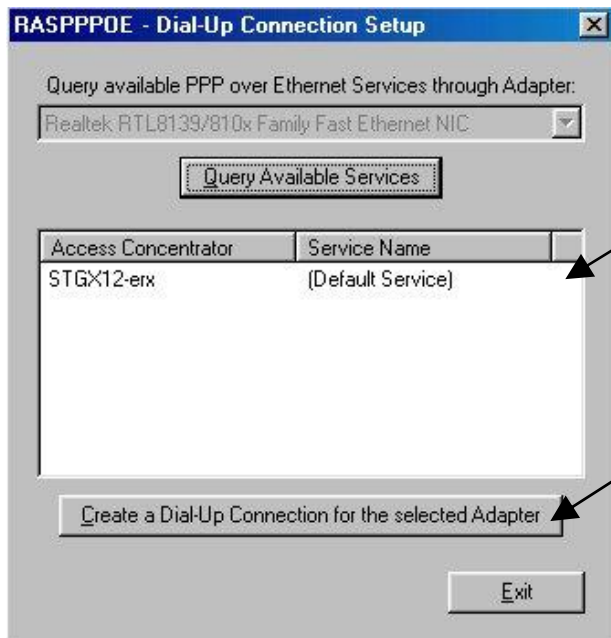 RASPPPOE - Dial-Up Connection Setup
Query available PPP over Ethernet Services through Adapter:
Realtek RTL8139/810x Family Fast Ethernet NIC
Query Available Services
Access Concentrator Service Name
STGX12-erx (Default Service)
Create a Dial-Up Connection for the selected Adapter
Exit